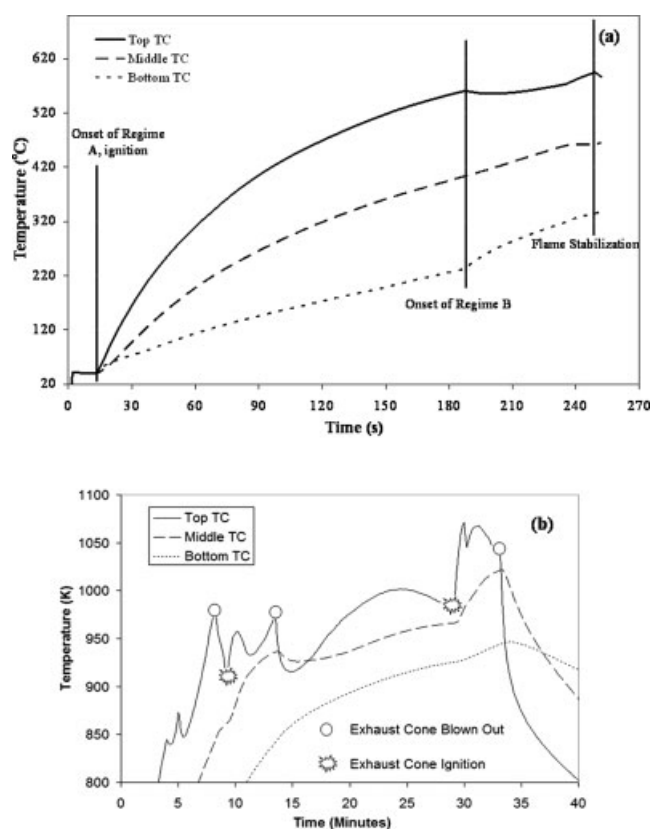 (a)
Top TC
Middle TC
Bottom TC
Onset of Regime
A, ignition
Onset of Regime B
Flame Stabilization
Temperature (°C)
620
520
420
320
220
120
20
0 30 60 90 120 150 180 210 240 270
Time (s)
(b)
Top TC
Middle TC
Bottom TC
Exhaust Cone Blown Out
Exhaust Cone Ignition
Temperature (K)
1100
1050
1000
950
900
850
800
0 5 10 15 20 25 30 35 40
Time (Minutes)